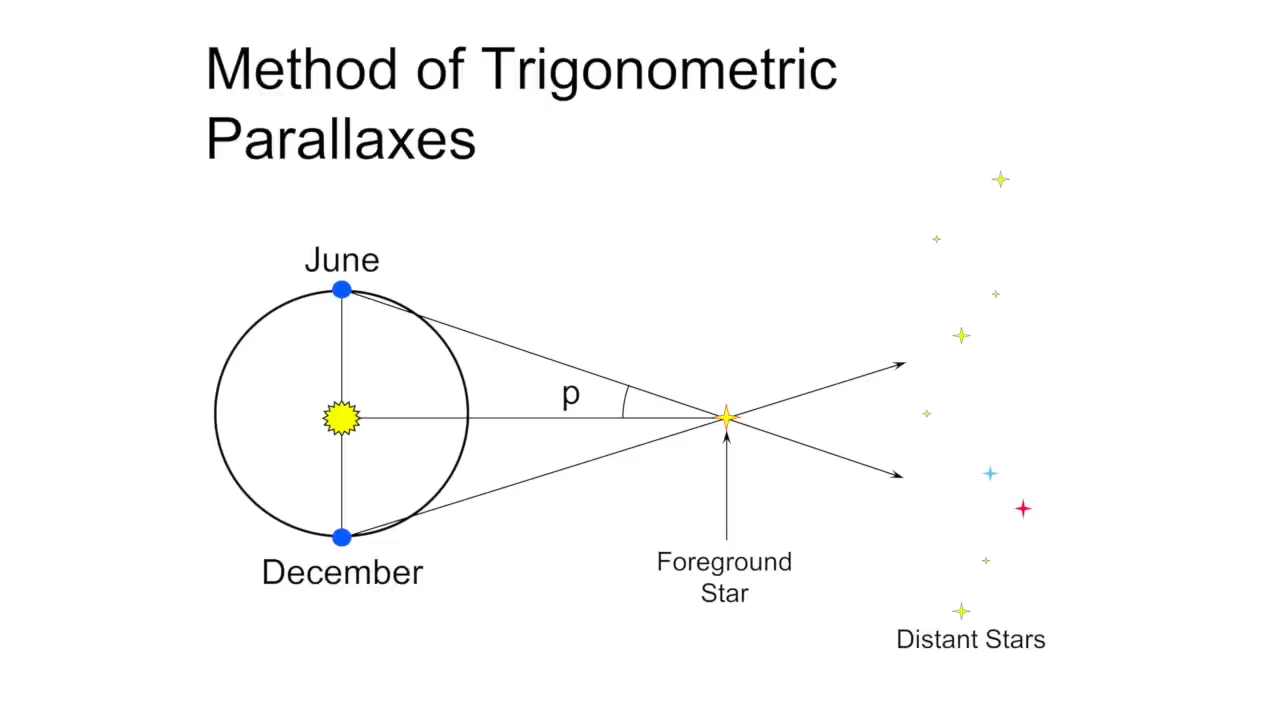 Method of Trigonometric
Parallaxes
June
p
December
Foreground
Star
Distant Stars